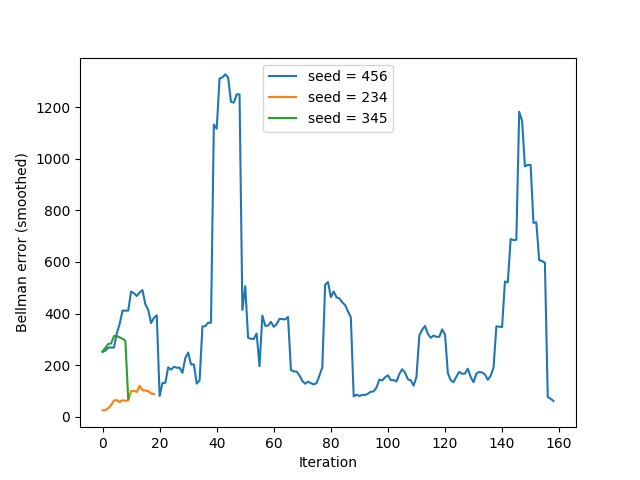 seed = 456
seed = 234
seed = 345
Bellman error (smoothed)
1200
1000
800
600
400
200
0
0 20 40 60 80 100 120 140 160
Iteration